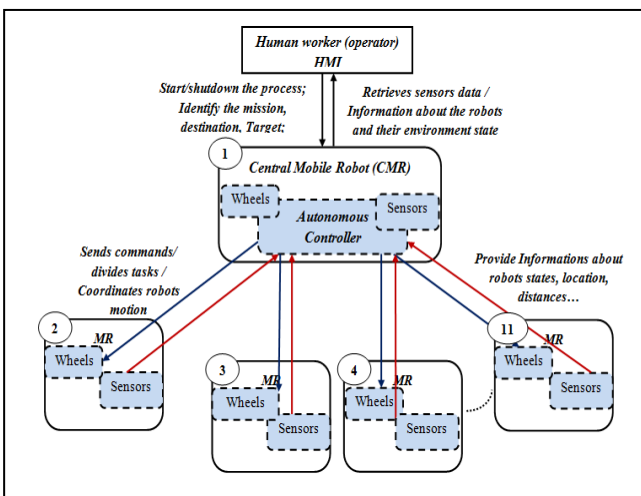 Human worker (operator)
HMI
Start/shutdown the process;
Identify the mission,
destination, Target;
Retrieves sensors data /
Information about the robots
and their environment state
1
Central Mobile Robot (CMR)
Wheels
Sensors
Autonomous
Controller
Sends commands/
divides tasks /
Coordinates robots
motion
Provide Informations about
robots states, location,
distances...
2
MR
Wheels
Sensors
3
MR
Wheels
Sensors
4
MR
Wheels
Sensors
11
MR
Wheels
Sensors